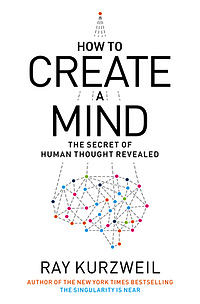 HOW TO
CREATE
A
MIND
THE SECRET OF
HUMAN THOUGHT REVEALED
RAY KURZWEIL
AUTHOR OF THE NEW YORK TIMES BESTSELLING
THE SINGULARITY IS NEAR